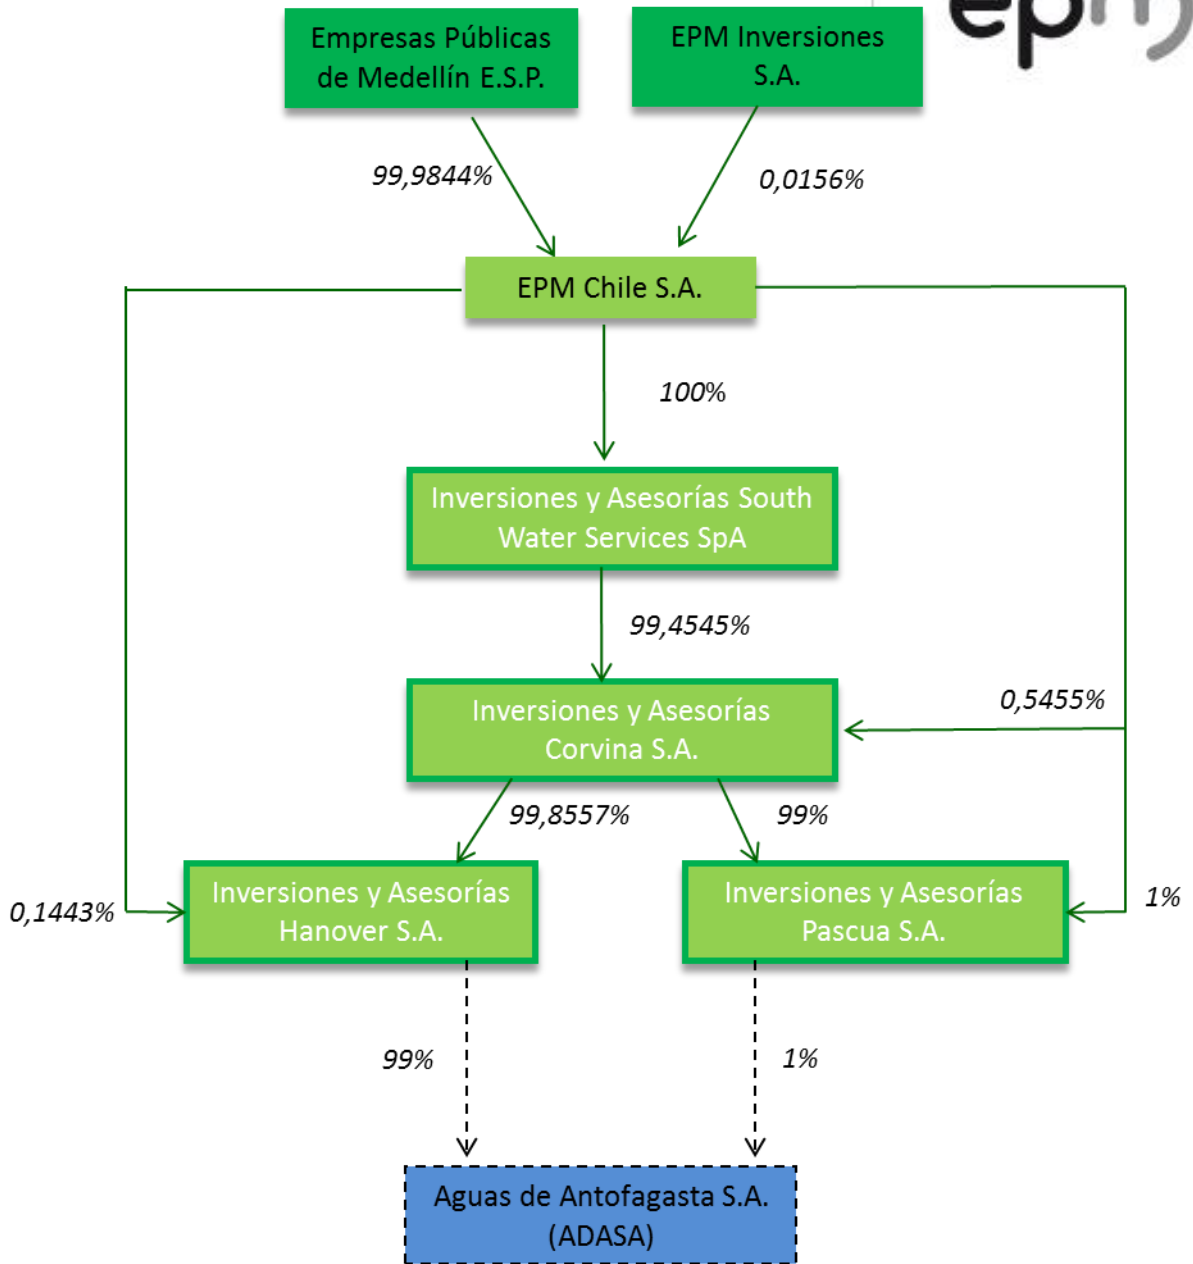 epm
Empresas Públicas
de Medellín E.S.P.
EPM Inversiones
S.A.
99,9844%
0,0156%
EPM Chile S.A.
100%
Inversiones y Asesorías South
Water Services SpA
99,4545%
0,5455%
Inversiones y Asesorías
Corvina S.A.
99,8557%
99%
Inversiones y Asesorías
Hanover S.A.
Inversiones y Asesorías
Pascua S.A.
0,1443%
1%
99%
1%
Aguas de Antofagasta S.A.
(ADASA)